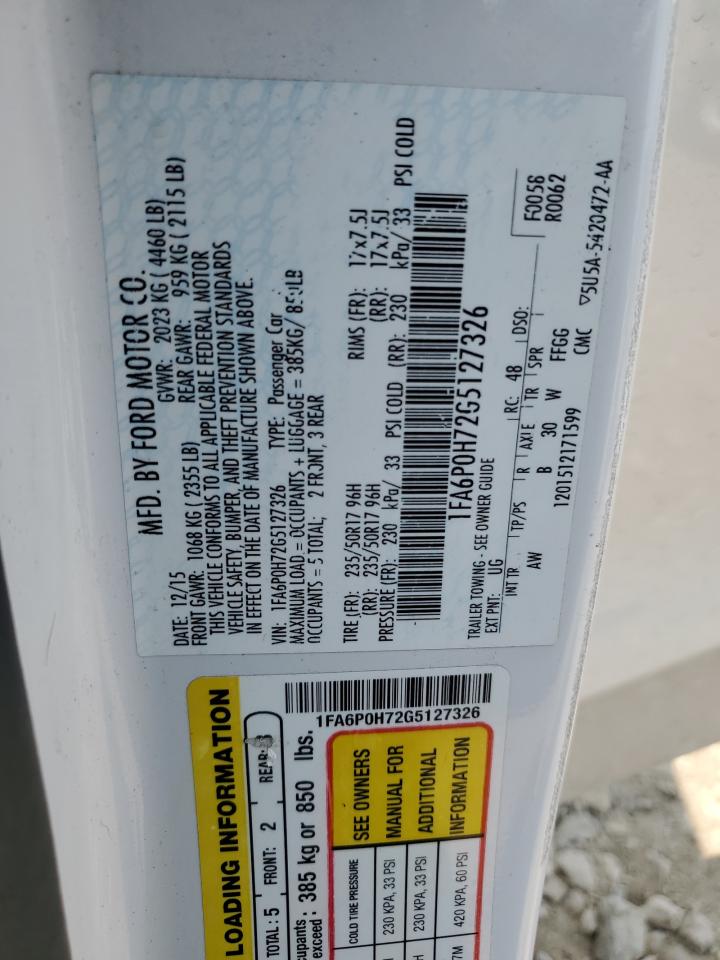 MFD. BY FORD MOTOR CO.
DATE: 12/15 GVWR: 2023 KG ( 4460 LB)
FRONT GAWR: 1068 KG ( 2355 LB) REAR GAWR: 959 KG ( 2115 LB)
THIS VEHICLE CONFORMS TO ALL APPLICABLE FEDERAL MOTOR
VEHICLE SAFETY, BUMPER, AND THEFT PREVENTION STANDARDS
IN EFFECT ON THE DATE OF MANUFACTURE SHOWN ABOVE.
VIN: 1FA6P0H72G5127326 TYPE: Passenger Car
MAXIMUM LOAD = OCCUPANTS + LUGGAGE = 385KG/ 850LB
OCCUPANTS = 5 TOTAL: 2 FRONT, 3 REAR
TIRE (FR): 235/50R17 96H RIMS (FR): 17x7.5J
(RR): 235/50R17 96H (RR): 17x7.5J
PRESSURE (FR): 230 kPa/ 33 PSI COLD (RR): 230 kPa/ 33 PSI COLD
1FA6P0H72G5127326
TRAILER TOWING - SEE OWNER GUIDE
EXT PNT: UG RC: 48 DSO: F0058
R0062
INT TR TP/PS R AXLE TR SPR
AW B 30 W FFGG
1201512171599 CMC ▽5U5A-5420472-AA
LOADING INFORMATION
TOTAL : 5 FRONT: 2 REAR: 3
cupants :
exceed : 385 kg or 850 lbs.
1FA6P0H72G5127326
COLD TIRE PRESSURE
230 KPA, 33 PSI
230 KPA, 33 PSI
7M 420 KPA, 60 PSI
SEE OWNERS
MANUAL FOR
ADDITIONAL
INFORMATION